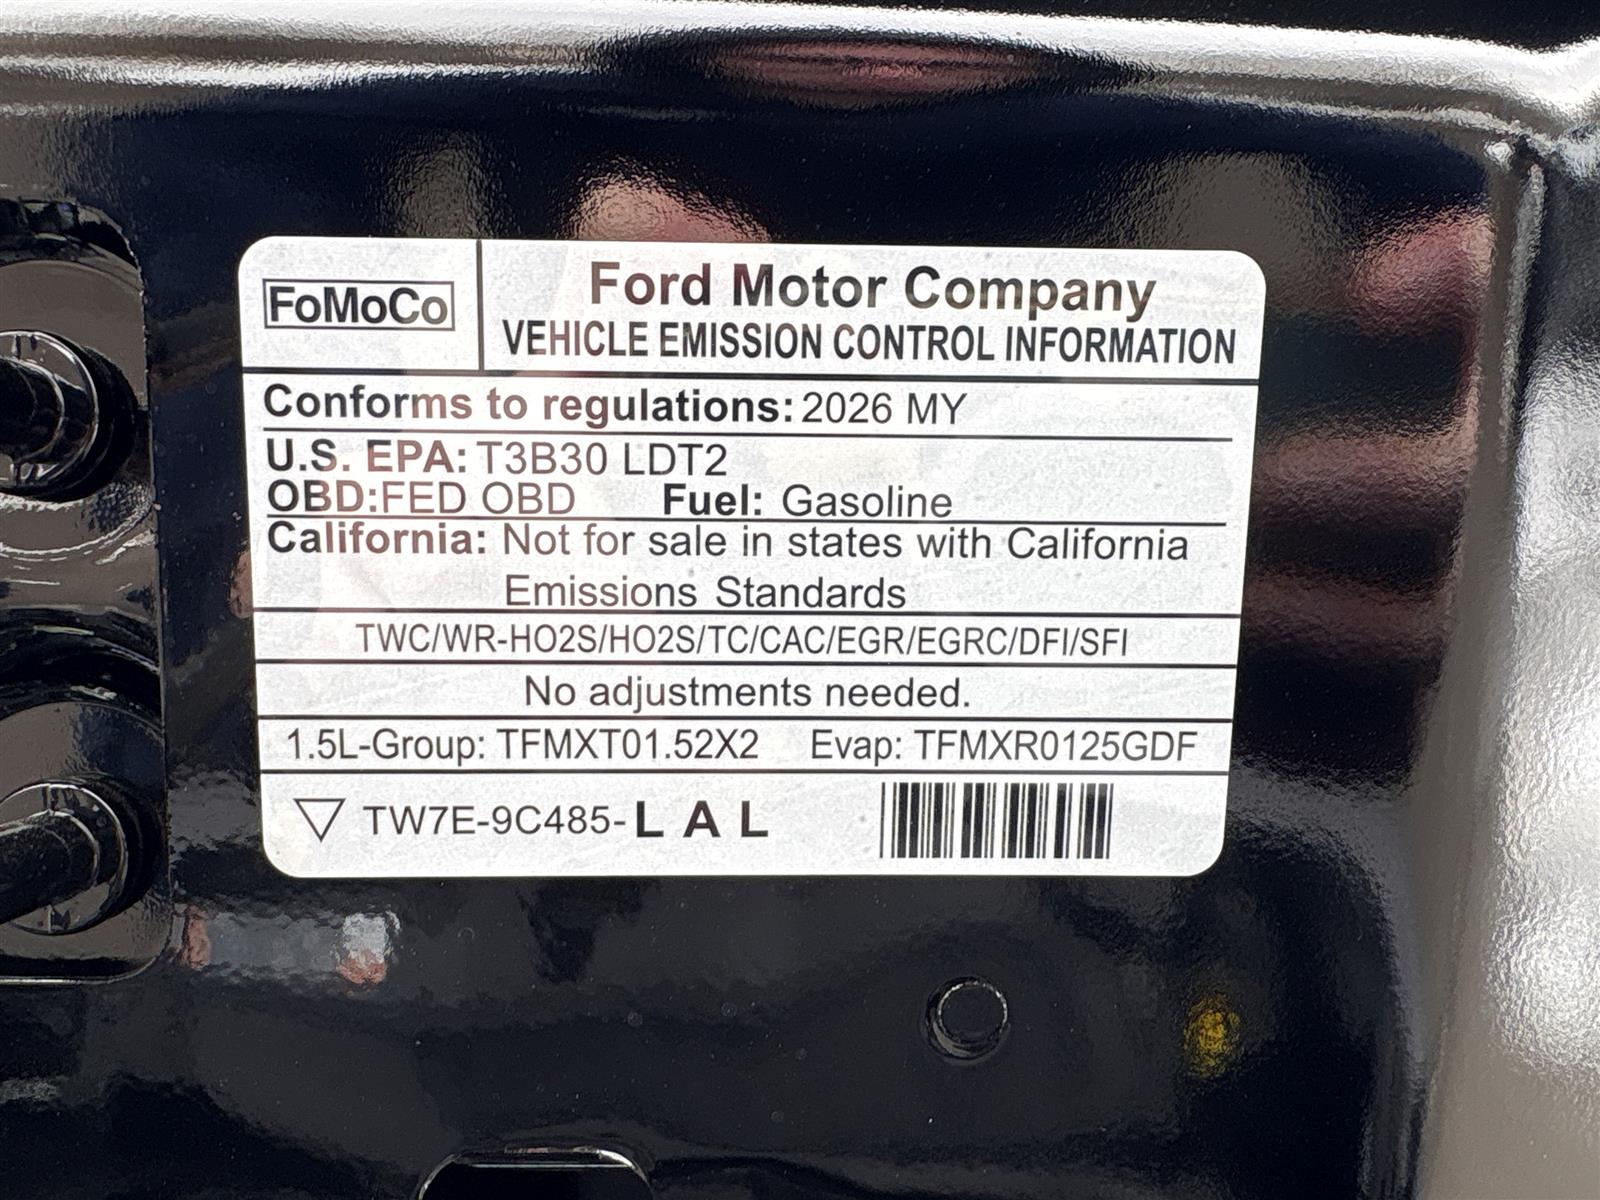 FoMoCo
Ford Motor Company
VEHICLE EMISSION CONTROL INFORMATION
Conforms to regulations: 2026 MY
U.S. EPA: T3B30 LDT2
OBD:FED OBD Fuel: Gasoline
California: Not for sale in states with California
Emissions Standards
TWC/WR-HO2S/HO2S/TC/CAC/EGR/EGRC/DFI/SFI
No adjustments needed.
1.5L-Group: TFMXT01.52X2 Evap: TFMXR0125GDF
TW7E-9C485-LAL